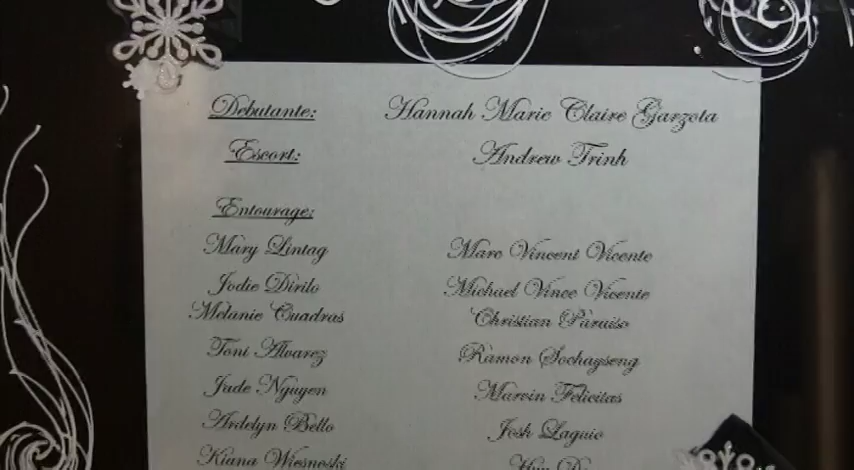 Debutante: Hannah Marie Claire Garzota
Escort: Andrew Trinh
Entourage:
Mary Lintag Marc Vincent Vicente
Jodie Dirilo Michael Vince Vicente
Melanie Cuadras Christian Paraiso
Toni Alvarez Ramon Sochayseng
Jude Nguyen Marvin Felicitas
Ardelyn Bello Josh Laguio
Kiana Wiesnoski